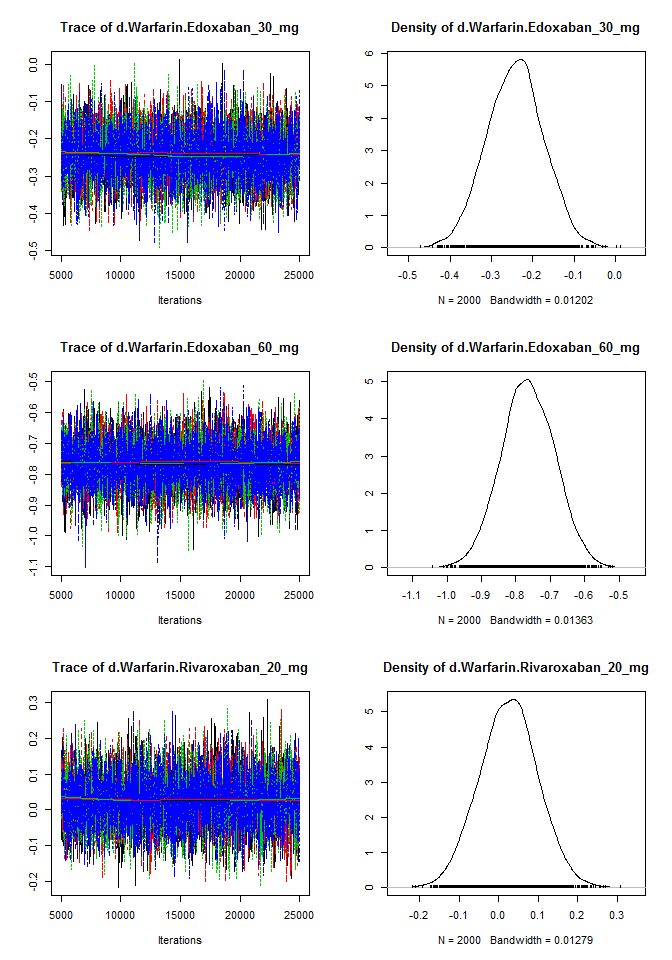 Trace of d.Warfarin.Edoxaban_30_mg
0.0
-0.1
-0.2
-0.3
-0.4
-0.5
5000 10000 15000 20000 25000
Iterations
Density of d.Warfarin.Edoxaban_30_mg
6
5
4
3
2
1
0
-0.5 -0.4 -0.3 -0.2 -0.1 0.0
N = 2000 Bandwidth = 0.01202
Trace of d.Warfarin.Edoxaban_60_mg
-0.5
-0.6
-0.7
-0.8
-0.9
-1.0
-1.1
5000 10000 15000 20000 25000
Iterations
Density of d.Warfarin.Edoxaban_60_mg
5
4
3
2
1
0
-1.1 -1.0 -0.9 -0.8 -0.7 -0.6 -0.5
N = 2000 Bandwidth = 0.01363
Trace of d.Warfarin.Rivaroxaban_20_mg
0.3
0.2
0.1
0.0
-0.1
-0.2
5000 10000 15000 20000 25000
Iterations
Density of d.Warfarin.Rivaroxaban_20_mg
5
4
3
2
1
0
-0.2 -0.1 0.0 0.1 0.2 0.3
N = 2000 Bandwidth = 0.01279